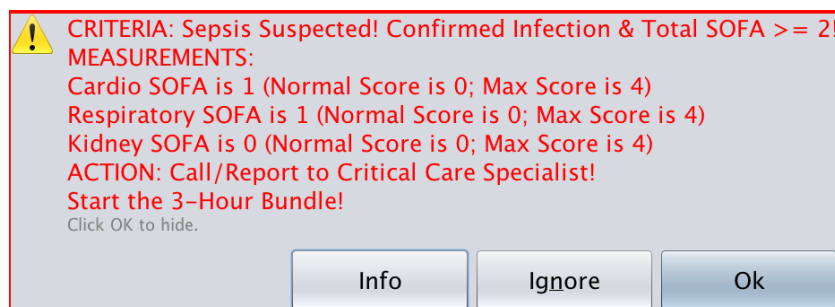 CRITERIA: Sepsis Suspected! Confirmed Infection & Total SOFA >= 2!
MEASUREMENTS:
Cardio SOFA is 1 (Normal Score is 0; Max Score is 4)
Respiratory SOFA is 1 (Normal Score is 0; Max Score is 4)
Kidney SOFA is 0 (Normal Score is 0; Max Score is 4)
ACTION: Call/Report to Critical Care Specialist!
Start the 3-Hour Bundle!
Click OK to hide.
Info Ignore Ok